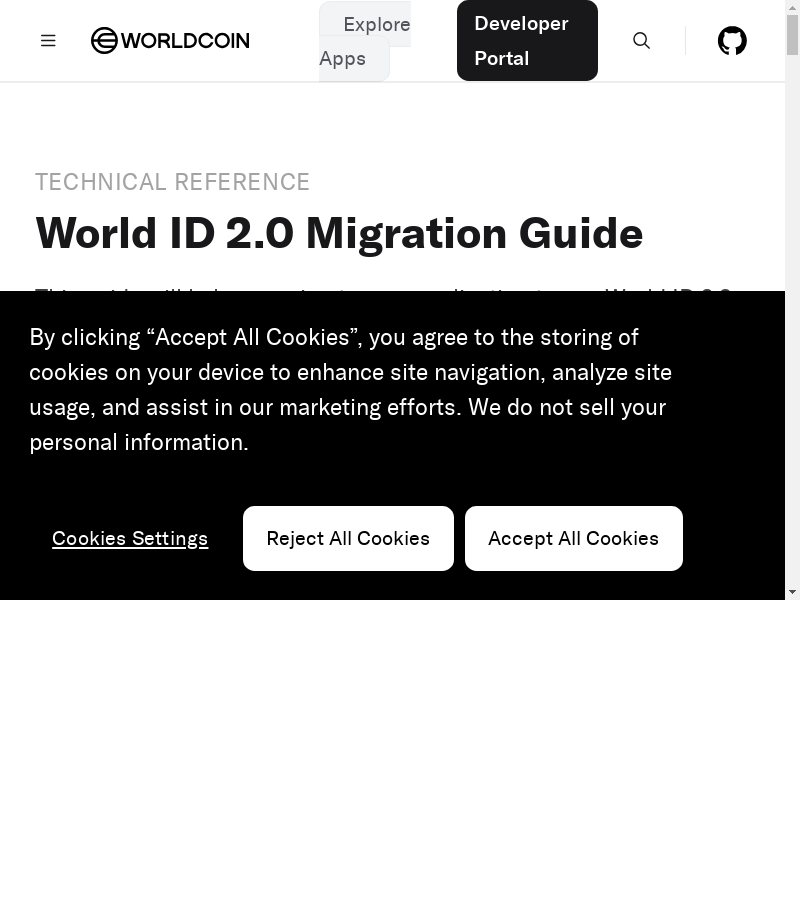 WORLDCOIN
Explore
Apps
Developer
Portal
TECHNICAL REFERENCE
World ID 2.0 Migration Guide
By clicking “Accept All Cookies”, you agree to the storing of
cookies on your device to enhance site navigation, analyze site
usage, and assist in our marketing efforts. We do not sell your
personal information.
Cookies Settings
Reject All Cookies
Accept All Cookies